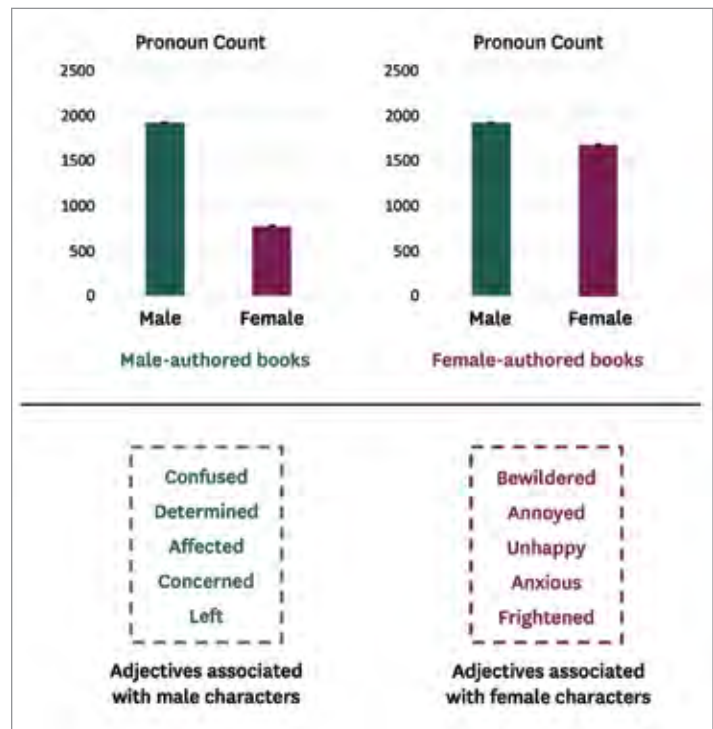 Pronoun Count
2500
2000
1500
1000
500
0
Male Female
Male-authored books
Pronoun Count
2500
2000
1500
1000
500
0
Male Female
Female-authored books
Confused
Determined
Affected
Concerned
Left
Adjectives associated
with male characters
Bewildered
Annoyed
Unhappy
Anxious
Frightened
Adjectives associated
with female characters